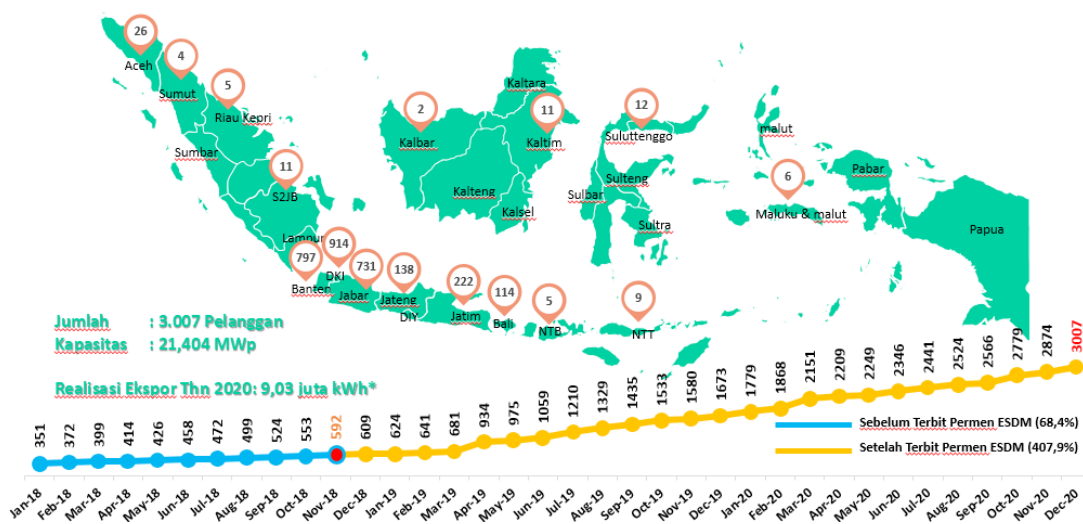 26
Aceh
4
Sumut
5
Riau Kepri
Sumbar
11
S2JB
Lampun
797
Banten
914
DKI
731
Jabar
138
Jateng
DIY
222
Jatim
114
Bali
5
NTB
9
NTT
2
Kalbar
Kaltara
11
Kaltim
Kalteng
Kalsel
12
Suluttenggo
Sulteng
Sulbar
Sultra
malut
6
Maluku & malut
Pabar
Papua
Jumlah : 3.007 Pelanggan
Kapasitas : 21,404 MWp
Realisasi Ekspor Thn 2020: 9,03 juta kWh*
351 372 399 414 426 458 472 499 524 553 592 609 624 641 681 934 975 1059 1210 1329 1435 1533 1580 1673 1779 1868 2151 2209 2249 2346 2441 2524 2566 2779 2874 3007
Sebelum Terbit Permen ESDM (68,4%)
Setelah Terbit Permen ESDM (407,9%)
Jan-18 Feb-18 Mar-18 Apr-18 May-18 Jun-18 Jul-18 Aug-18 Sep-18 Oct-18 Nov-18 Dec-18 Jan-19 Feb-19 Mar-19 Apr-19 May-19 Jun-19 Jul-19 Aug-19 Sep-19 Oct-19 Nov-19 Dec-19 Jan-20 Feb-20 Mar-20 Apr-20 May-20 Jun-20 Jul-20 Aug-20 Sep-20 Oct-20 Nov-20 Dec-20